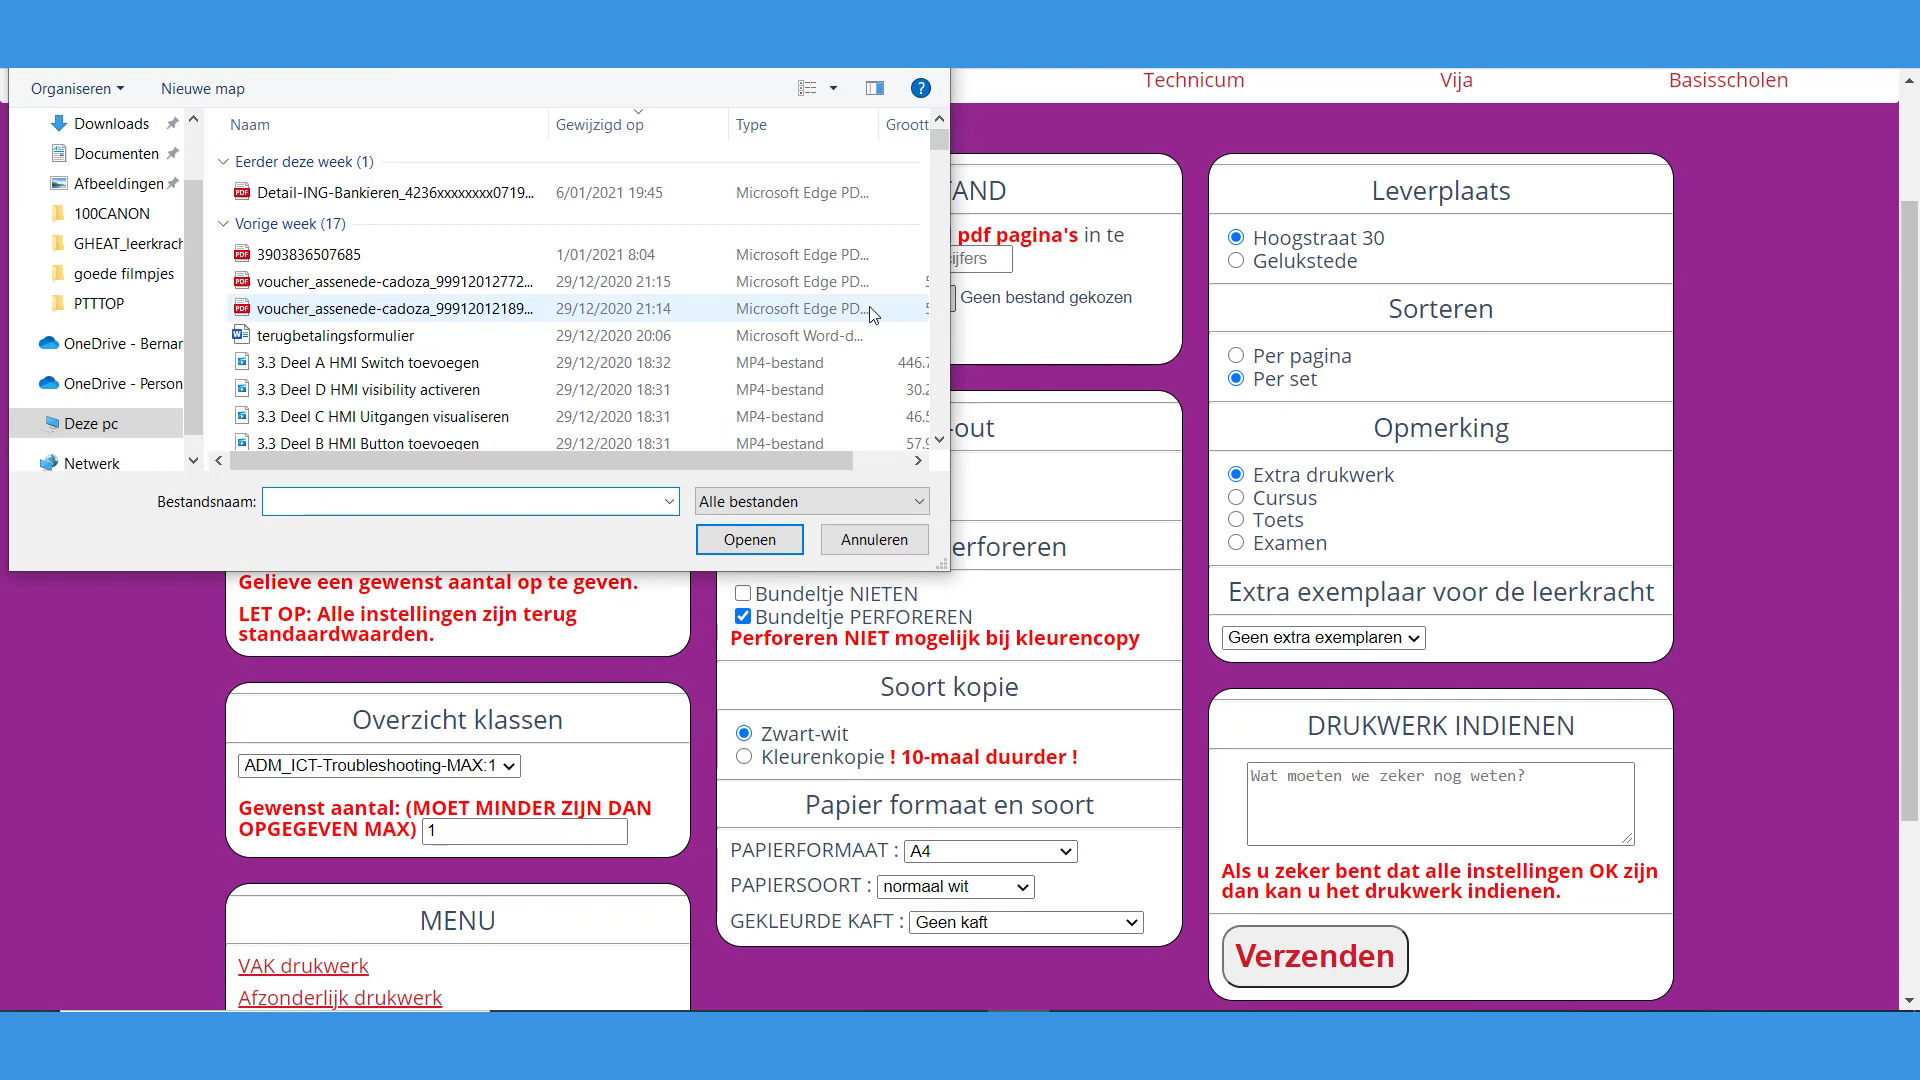 Organiseren
Nieuwe map
Technicum
Vija
Basisscholen
Downloads
Documenten
Afbeeldingen
100CANON
GHEAT_leerkrach
goede filmpjes
PTTTOP
OneDrive - Bernar
OneDrive - Person
Deze pc
Netwerk
Naam
Gewijzigd op
Type
Groott
Eerder deze week (1)
Detail-ING-Bankieren_4236xxxxxxxx0719... 6/01/2021 19:45 Microsoft Edge PD...
Vorige week (17)
3903836507685 1/01/2021 8:04 Microsoft Edge PD...
voucher_assenede-cadoza_99912012772... 29/12/2020 21:15 Microsoft Edge PD...
voucher_assenede-cadoza_99912012189... 29/12/2020 21:14 Microsoft Edge PD...
terugbetalingsformulier 29/12/2020 20:06 Microsoft Word-d...
3.3 Deel A HMI Switch toevoegen 29/12/2020 18:32 MP4-bestand 446.7
3.3 Deel D HMI visibility activeren 29/12/2020 18:31 MP4-bestand 30.2
3.3 Deel C HMI Uitgangen visualiseren 29/12/2020 18:31 MP4-bestand 46.5
3.3 Deel B HMI Button toevoegen 29/12/2020 18:31 MP4-bestand 57.9
Bestandsnaam:
Alle bestanden
Openen
Annuleren
Gelieve een gewenst aantal op te geven.
LET OP: Alle instellingen zijn terug
standaardwaarden.
Overzicht klassen
ADM_ICT-Troubleshooting-MAX:1
Gewenst aantal: (MOET MINDER ZIJN DAN
OPGEGEVEN MAX) 1
MENU
VAK drukwerk
Afzonderlijk drukwerk
TAND
pdf pagina's in te
ijfers
Geen bestand gekozen
-out
erforeren
Bundeltje NIETEN
Bundeltje PERFOREREN
Perforeren NIET mogelijk bij kleurencopy
Soort kopie
Zwart-wit
Kleurenkopie ! 10-maal duurder !
Papier formaat en soort
PAPIERFORMAAT : A4
PAPIERSOORT : normaal wit
GEKLEURDE KAFT : Geen kaft
Leverplaats
Hoogstraat 30
Gelukstede
Sorteren
Per pagina
Per set
Opmerking
Extra drukwerk
Cursus
Toets
Examen
Extra exemplaar voor de leerkracht
Geen extra exemplaren
DRUKWERK INDIENEN
Wat moeten we zeker nog weten?
Als u zeker bent dat alle instellingen OK zijn
dan kan u het drukwerk indienen.
Verzenden